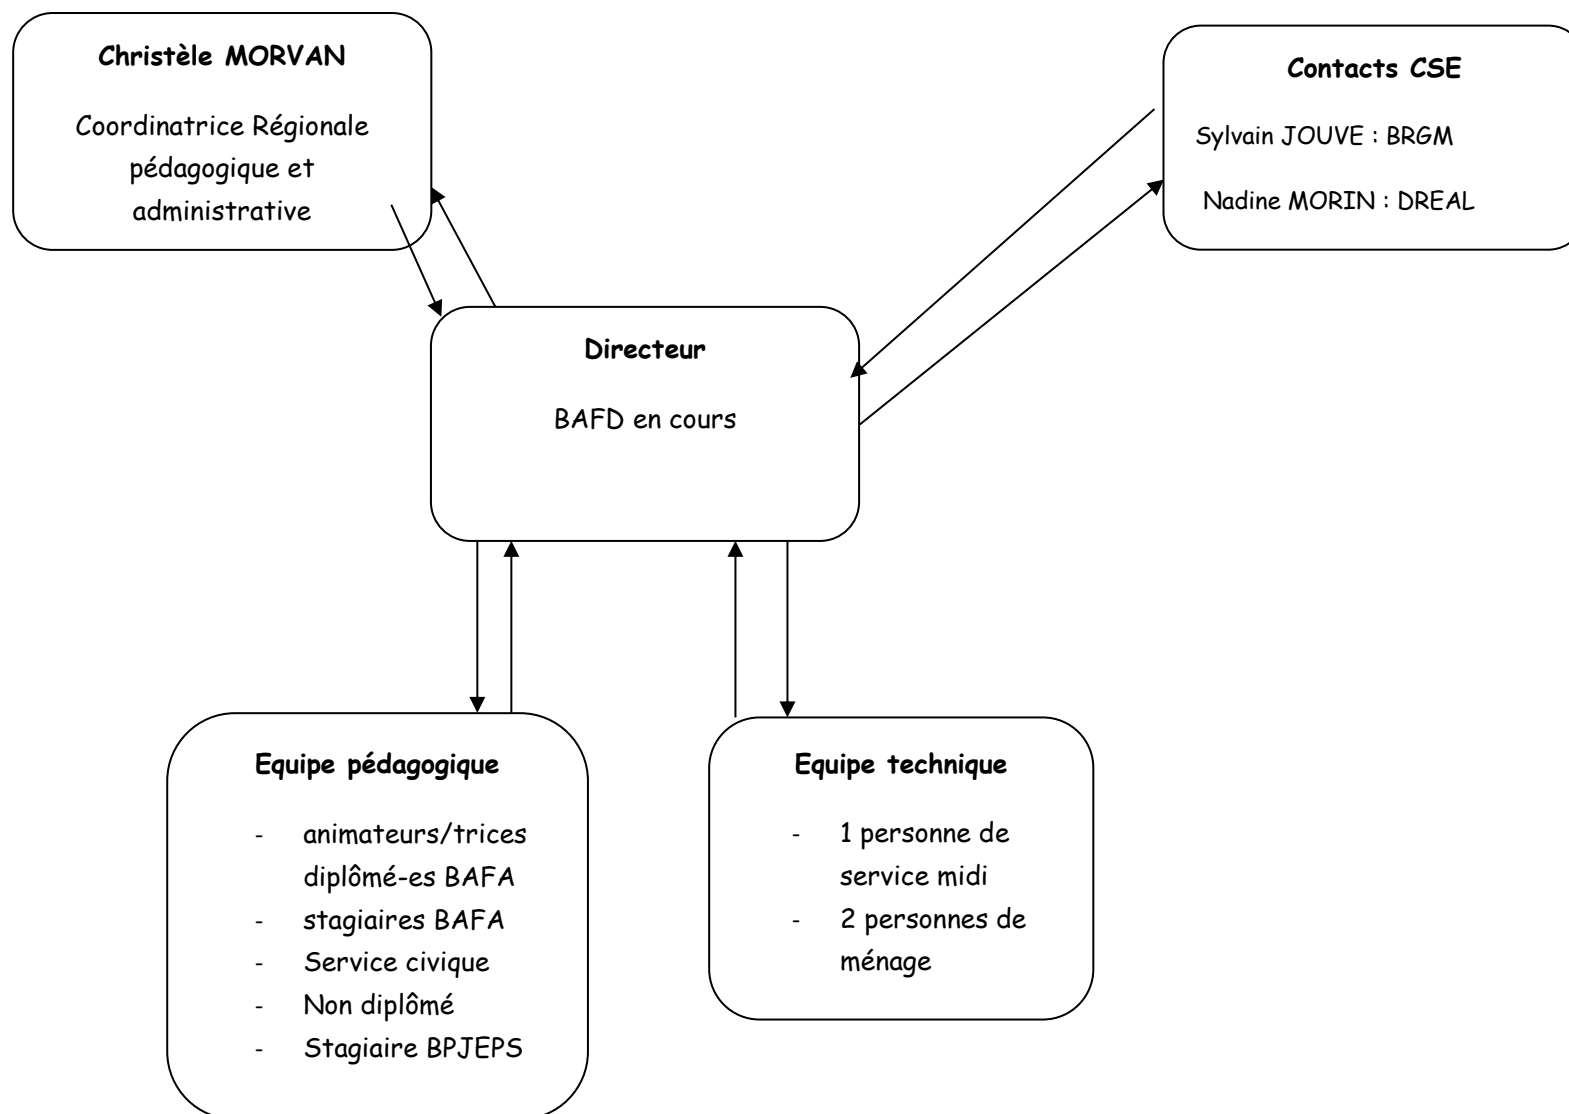 Christèle MORVAN
Coordinatrice Régionale
pédagogique et
administrative
Contacts CSE
Sylvain JOUVE : BRGM
Nadine MORIN : DREAL
Directeur
BAFD en cours
Equipe pédagogique
- animateurs/trices
diplômé-es BAFA
- stagiaires BAFA
- Service civique
- Non diplômé
- Stagiaire BPJEPS
Equipe technique
- 1 personne de
service midi
- 2 personnes de
ménage